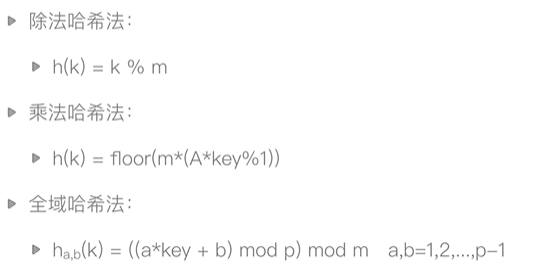 除法哈希法：
h(k) = k % m
乘法哈希法：
h(k) = floor(m*(A*key%1))
全域哈希法：
ha,b(k) = ((a*key + b) mod p) mod m a,b=1,2,...,p-1